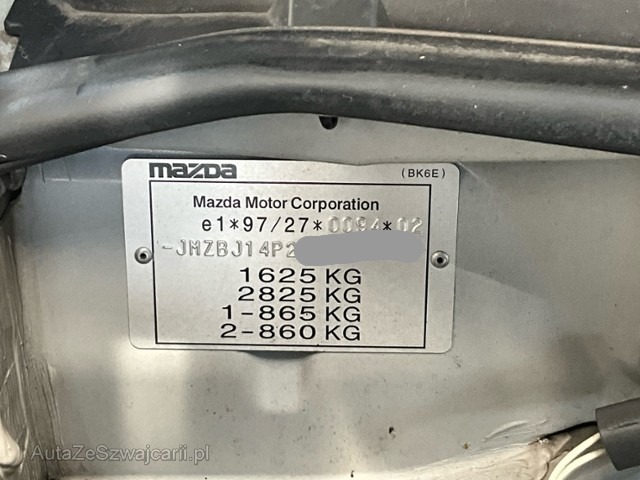 mazda
(BK6E)
Mazda Motor Corporation
e1*97/27*0094*02
-JMZBJ14P2
1625 KG
2825 KG
1-865 KG
2-860 KG
AutaZeSzwajcarii.pl